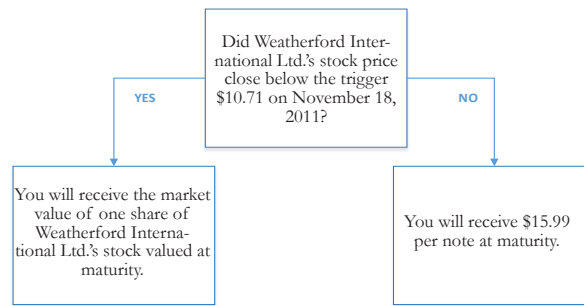 Did Weatherford Inter-
national Ltd.'s stock price
close below the trigger
$10.71 on November 18,
2011?
YES
NO
You will receive the market
value of one share of
Weatherford Interna-
tional Ltd.'s stock valued at
maturity.
You will receive $15.99
per note at maturity.